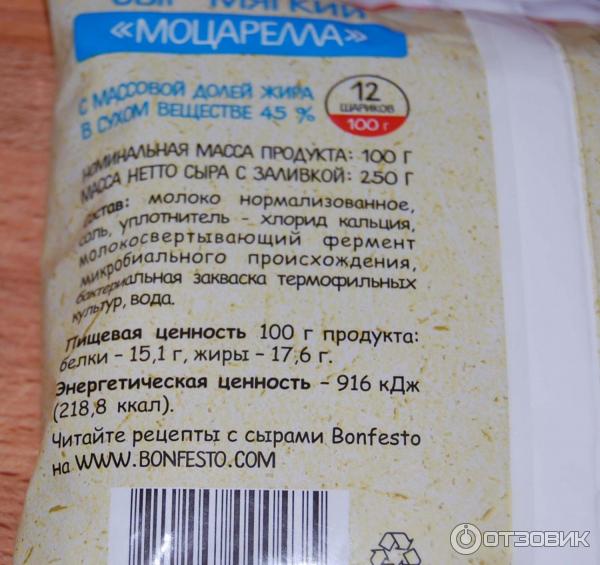 СЫР МЯГКИЙ
«МОЦАРЕЛЛА»
С МАССОВОЙ ДОЛЕЙ ЖИРА
В СУХОМ ВЕЩЕСТВЕ 45 %
12
ШАРИКОВ
100 г
НОМИНАЛЬНАЯ МАССА ПРОДУКТА: 100 Г
МАССА НЕТТО СЫРА С ЗАЛИВКОЙ: 250 Г
Состав: молоко нормализованное,
соль, уплотнитель - хлорид кальция,
молокосвертывающий фермент
микробиального происхождения,
бактериальная закваска термофильных
культур, вода.
Пищевая ценность 100 г продукта:
белки – 15,1 г, жиры – 17,6 г.
Энергетическая ценность – 916 кДж
(218,8 ккал).
Читайте рецепты с сырами Bonfesto
на WWW.BONFESTO.COM
ОТЗОВИК